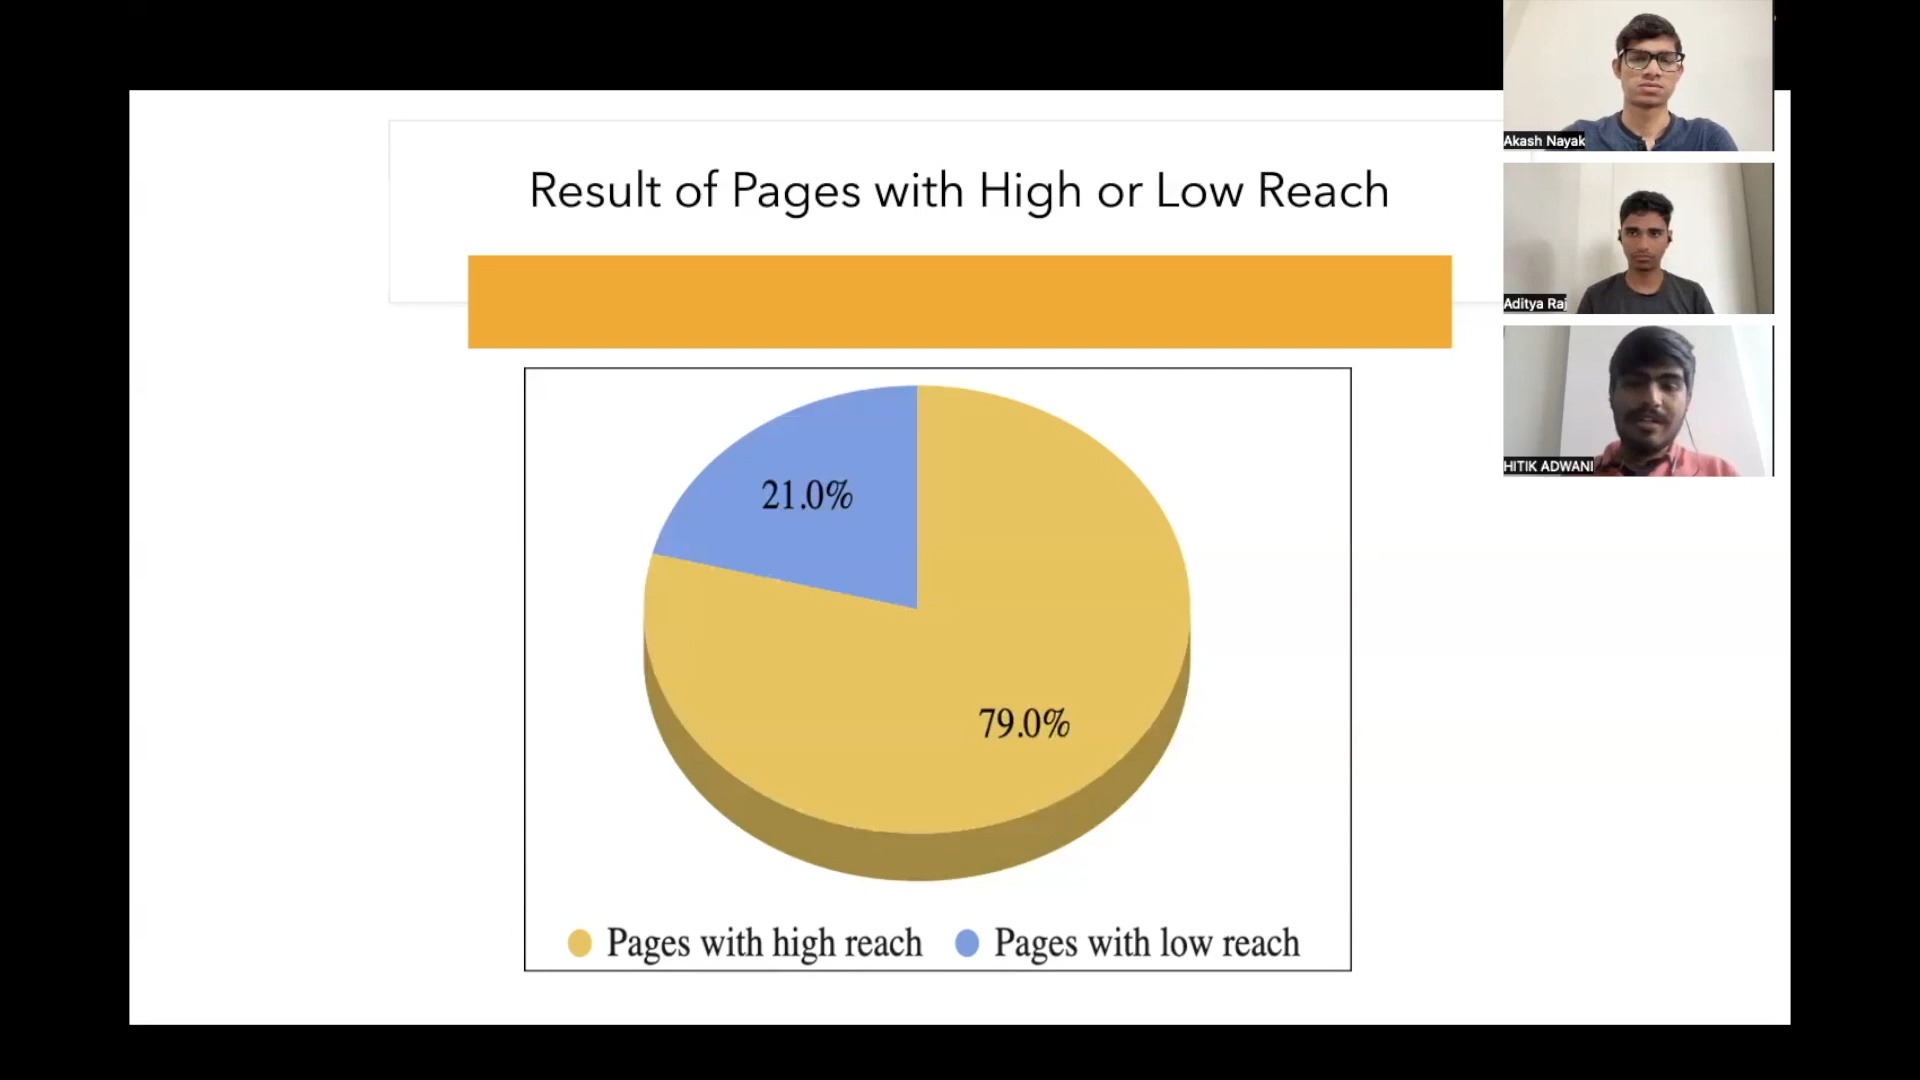 Result of Pages with High or Low Reach
21.0%
79.0%
Pages with high reach
Pages with low reach
Akash Nayak
Aditya Raj
HITIK ADWANI